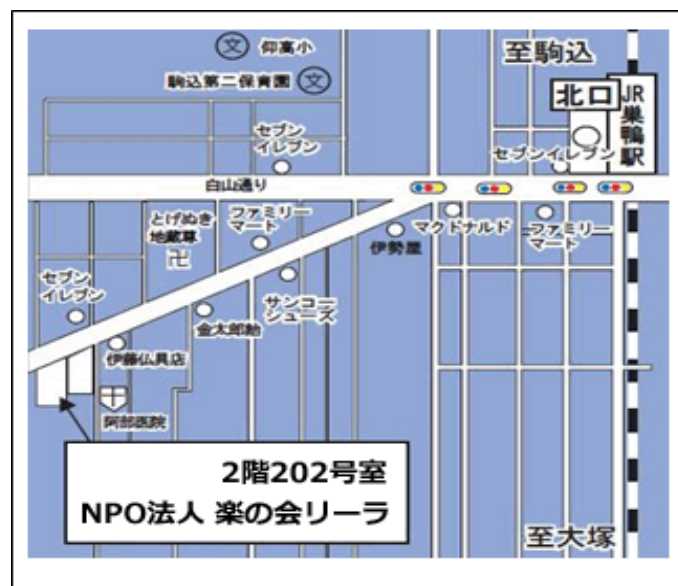 文
仰高小
至駒込
駒込第二保育園
文
北口
JR巣鴨駅
セブン
イレブン
セブンイレブン
白山通り
とげぬき
地蔵尊
卍
ファミリー
マート
伊勢屋
マクドナルド
ファミリー
マート
セブン
イレブン
サンコー
シューズ
金太郎飴
伊藤仏具店
阿部医院
2階202号室
NPO法人 楽の会リーラ
至大塚